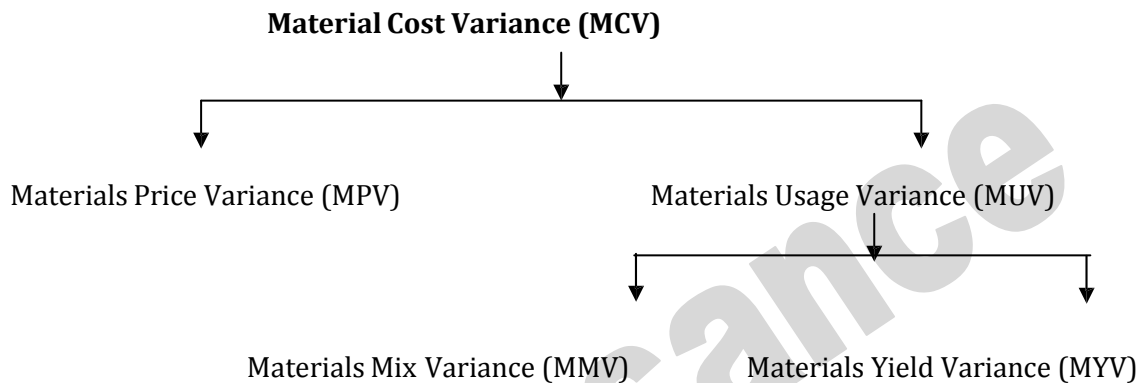 Material Cost Variance (MCV)
Materials Price Variance (MPV) Materials Usage Variance (MUV)
Materials Mix Variance (MMV) Materials Yield Variance (MYV)